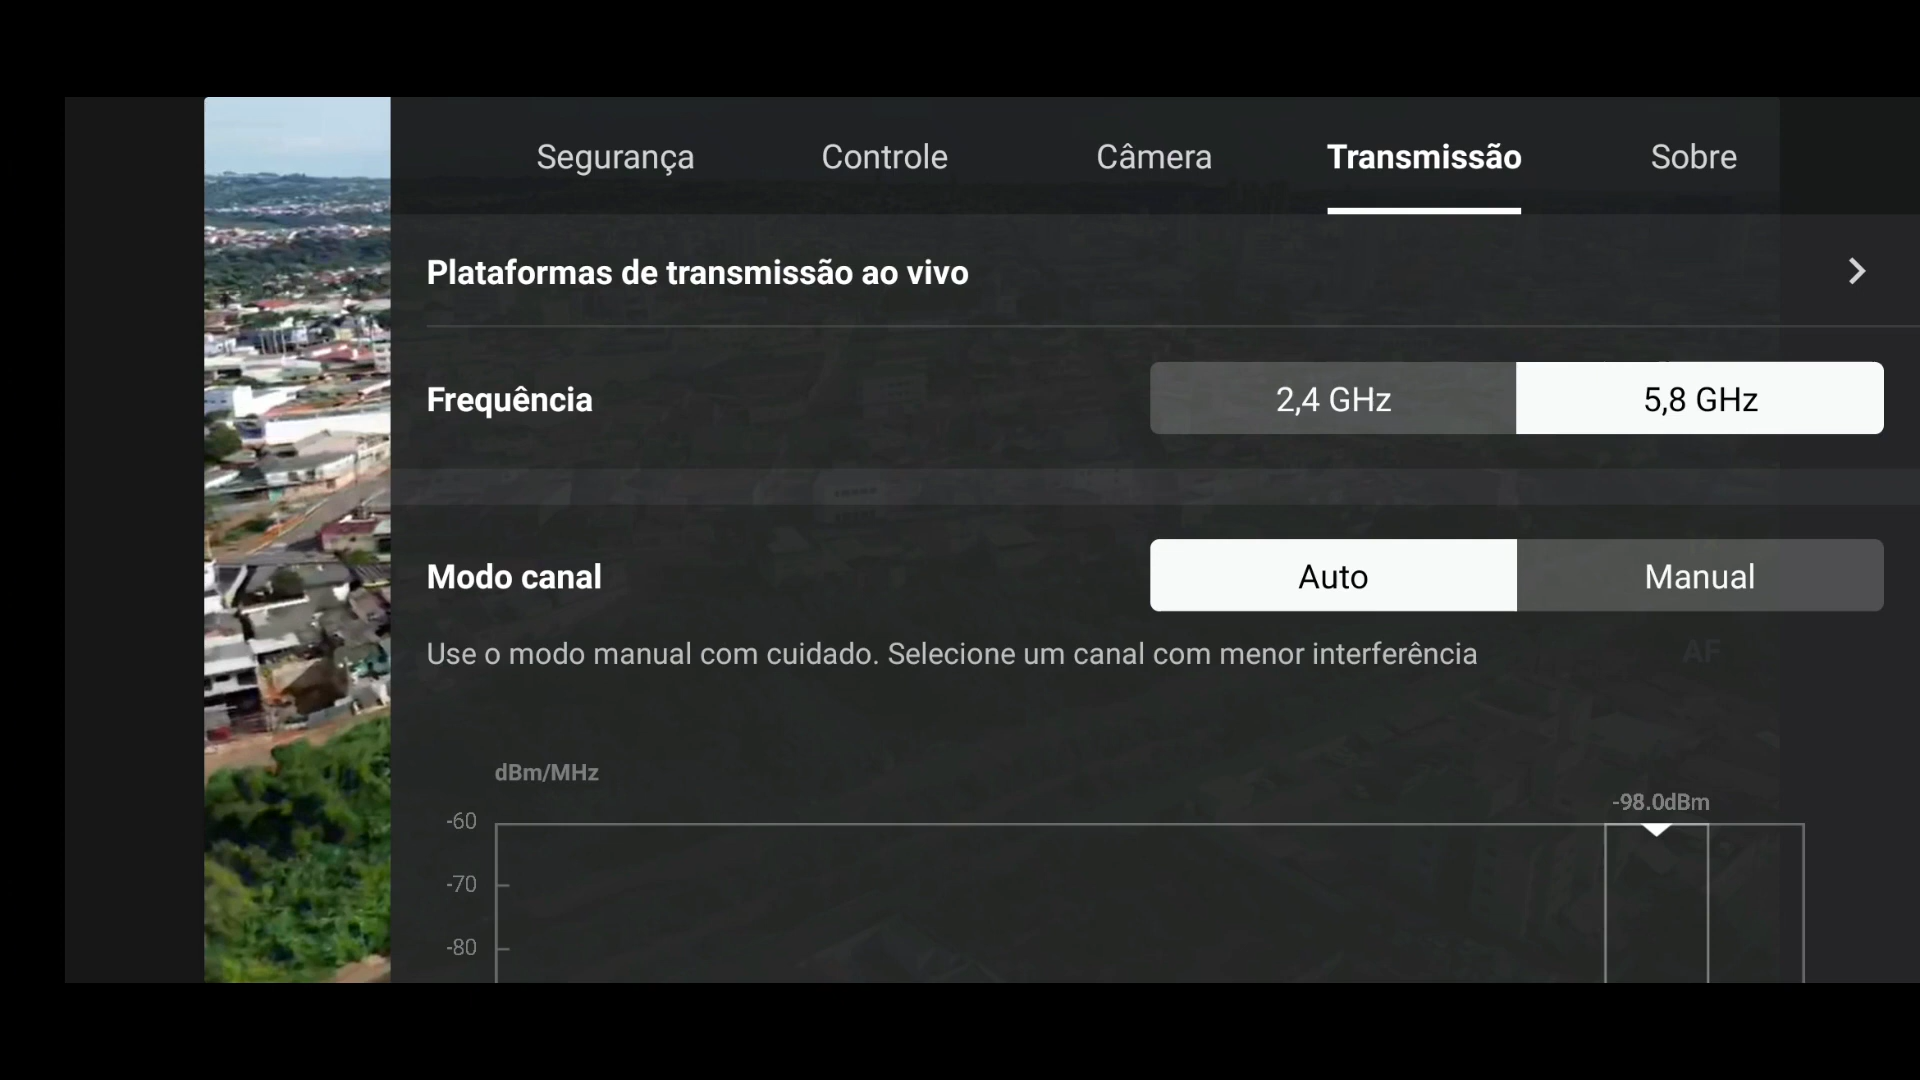 Segurança Controle Câmera Transmissão Sobre
Plataformas de transmissão ao vivo
Frequência 2,4 GHz 5,8 GHz
Modo canal Auto Manual
Use o modo manual com cuidado. Selecione um canal com menor interferência
AF
dBm/MHz
-98.0dBm
-60
-70
-80